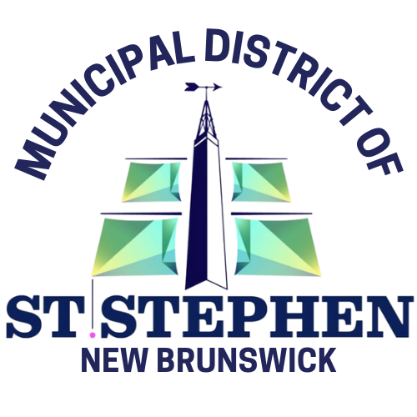 MUNICIPAL DISTRICT OF
ST. STEPHEN
NEW BRUNSWICK